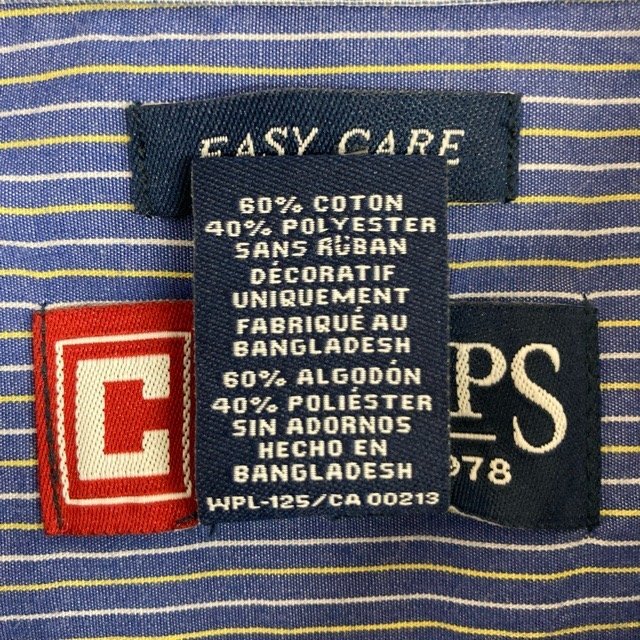 EASY CARE
60% COTON
40% POLYESTER
SANS RÜBAN
DÉCORATIF
UNIQUEMENT
FABRIQUÉ AU
BANGLADESH
60% ALGODÓN
40% POLIÉSTER
SIN ADORNOS
HECHO EN
BANGLADESH
WPL-125/CA 00213
C
PS
978